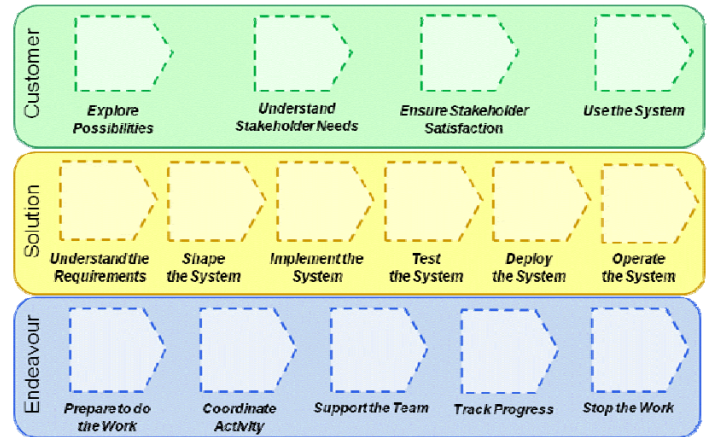 Customer
Explore
Possibilities
Understand
Stakeholder Needs
Ensure Stakeholder
Satisfaction
Use the System
Solution
Understand the
Requirements
Shape
the System
Implement the
System
Test
the System
Deploy
the System
Operate
the System
Endeavour
Prepare to do
the Work
Coordinate
Activity
Support the Team
Track Progress
Stop the Work